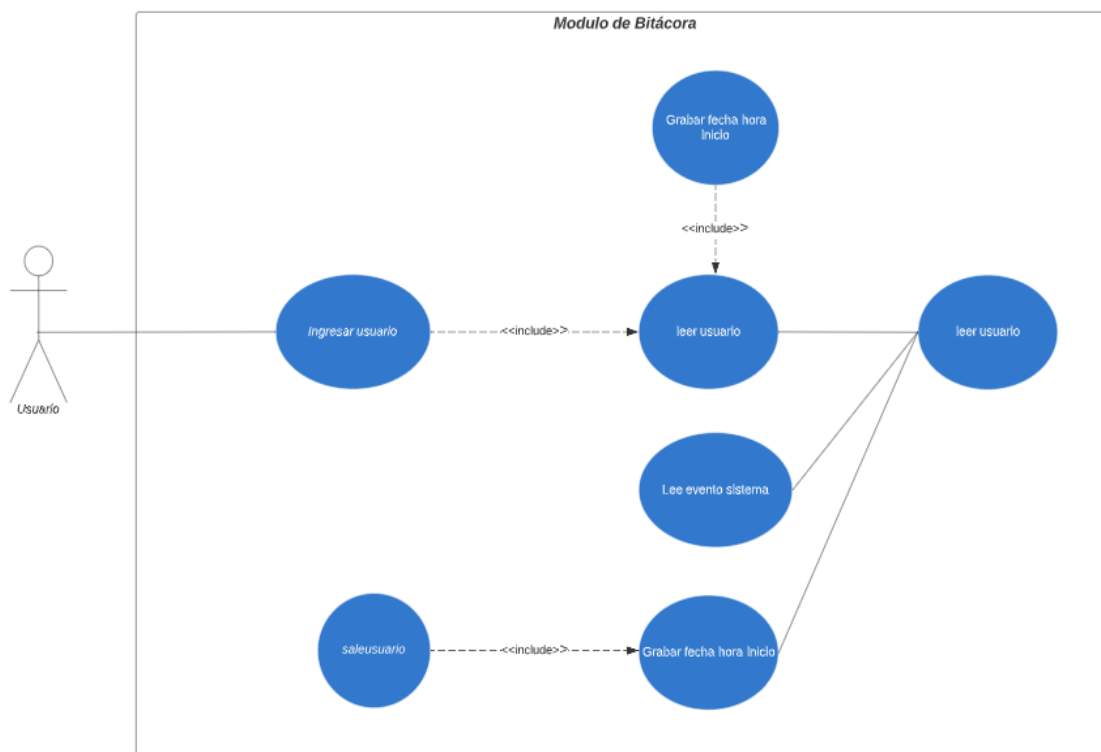 Modulo de Bitácora
Grabar fecha hora
Inicio
<<include>>
Ingresar usuario
<<include>>
leer usuario
leer usuario
Usuario
Lee evento sistema
saleusuario
<<include>>
Grabar fecha hora Inicio